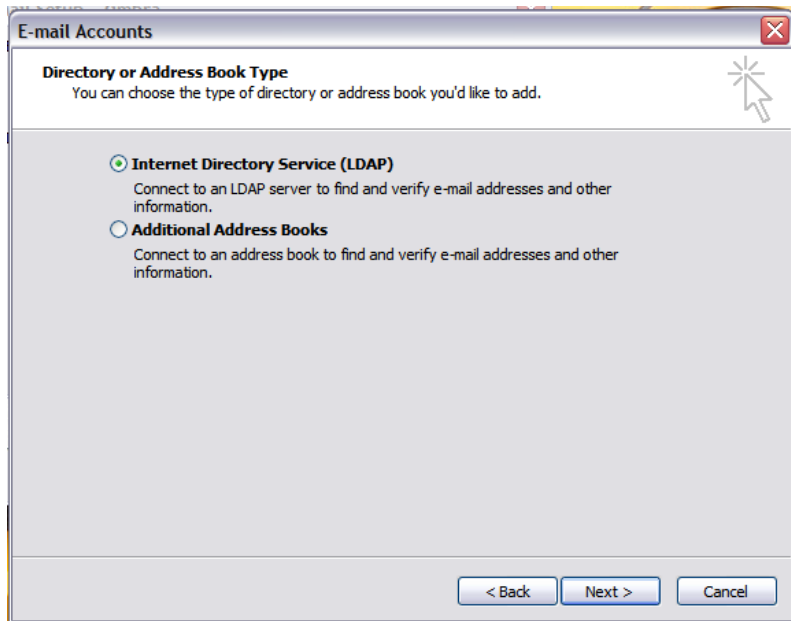 E-mail Accounts
Directory or Address Book Type
You can choose the type of directory or address book you'd like to add.
Internet Directory Service (LDAP)
Connect to an LDAP server to find and verify e-mail addresses and other
information.
Additional Address Books
Connect to an address book to find and verify e-mail addresses and other
information.
< Back
Next >
Cancel